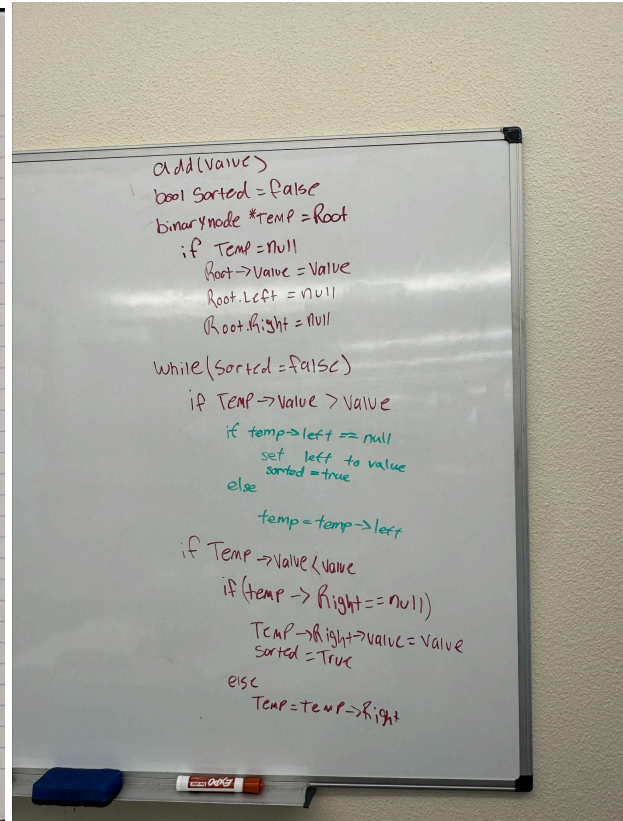 add(value)
bool Sorted = false
binarynode *Temp = Root
if Temp = null
Root->Value = Value
Root.Left = null
Root.Right = null
while(sorted = false)
if Temp -> Value > Value
if temp->left == null
set left to value
sorted = true
else
temp = temp->left
if Temp -> Value < Value
if (temp -> Right == null)
Temp -> Right -> value = Value
Sorted = True
else
Temp = temp -> Right
EXPO